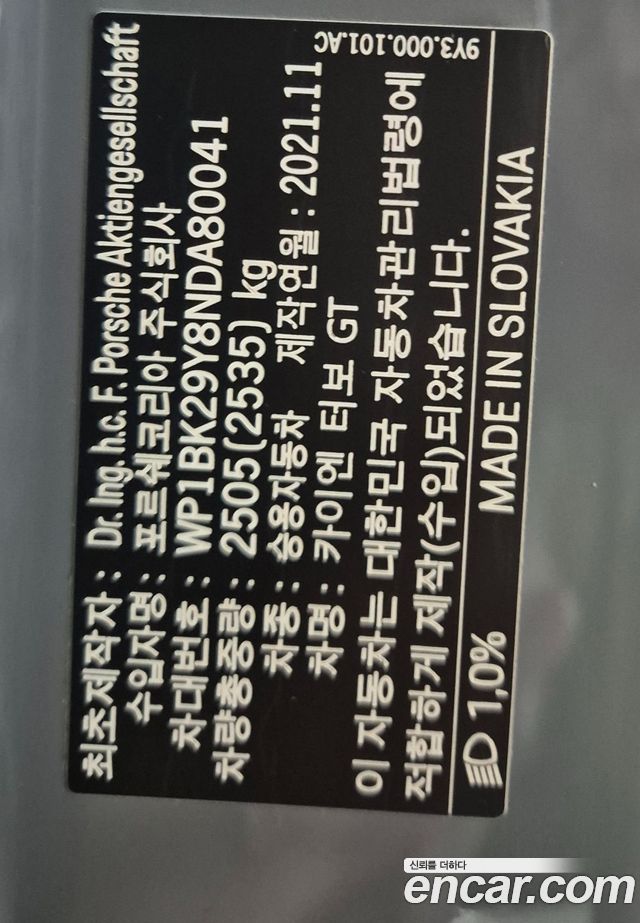 최초제작자 : Dr. Ing. h.c. F. Porsche Aktiengesellschaft
수입자명 : 포르쉐코리아 주식회사
차대번호 : WP1BK29Y8NDA80041
차량총중량 : 2505(2535) kg
차종 : 승용자동차 제작연월 : 2021.11
차명 : 카이엔 터보 GT
이 자동차는 대한민국 자동차관리법령에
적합하게 제작(수입)되었습니다.
1,0% MADE IN SLOVAKIA
9Y3.000.101.AC
신뢰를 더하다
encar.com